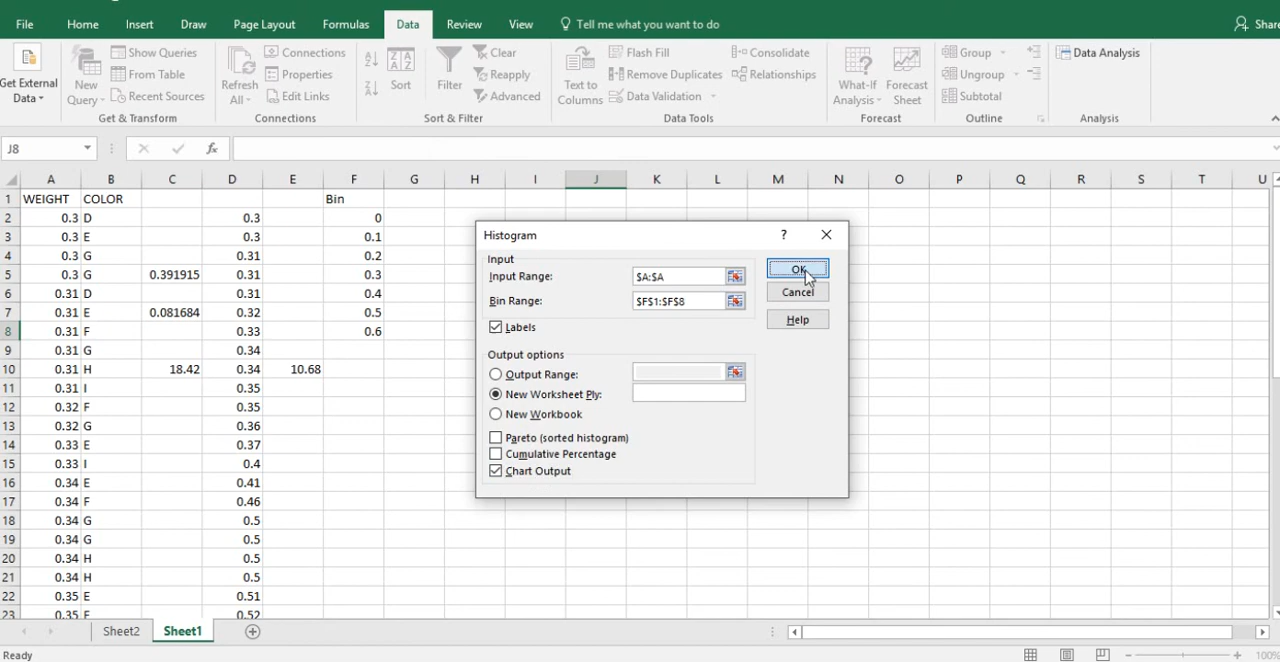 File Home Insert Draw Page Layout Formulas Data Review View Tell me what you want to do Share
Get External Data
New Query
Show Queries
From Table
Recent Sources
Get & Transform
Refresh All
Connections
Properties
Edit Links
Connections
Sort
Filter
Clear
Reapply
Advanced
Sort & Filter
Text to Columns
Flash Fill
Remove Duplicates
Data Validation
Consolidate
Relationships
Data Tools
What-If Analysis
Forecast Sheet
Forecast
Group
Ungroup
Subtotal
Outline
Data Analysis
Analysis
J8 fx
A B C D E F G H I J K L M N O P Q R S T U
1 WEIGHT COLOR Bin
2 0.3 D 0.3 0
3 0.3 E 0.3 0.1
4 0.3 G 0.31 0.2
5 0.3 G 0.391915 0.31 0.3
6 0.31 D 0.31 0.4
7 0.31 E 0.081684 0.32 0.5
8 0.31 F 0.33 0.6
9 0.31 G 0.34
10 0.31 H 18.42 0.34 10.68
11 0.31 I 0.35
12 0.32 F 0.35
13 0.32 G 0.36
14 0.33 E 0.37
15 0.33 I 0.4
16 0.34 E 0.41
17 0.34 F 0.46
18 0.34 G 0.5
19 0.34 G 0.5
20 0.34 H 0.5
21 0.34 H 0.5
22 0.35 E 0.51
23 0.35 F 0.52
Histogram ?
Input
Input Range: $A:$A
Bin Range: $F$1:$F$8
Labels
Output options
Output Range:
New Worksheet Ply:
New Workbook
Pareto (sorted histogram)
Cumulative Percentage
Chart Output
OK
Cancel
Help
Sheet2 Sheet1
Ready 100%